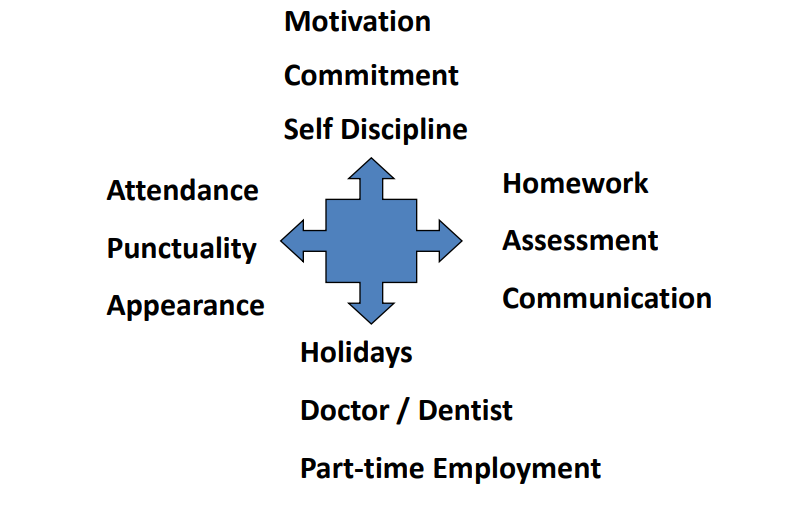 Motivation
Commitment
Self Discipline
Attendance
Punctuality
Appearance
Homework
Assessment
Communication
Holidays
Doctor / Dentist
Part-time Employment